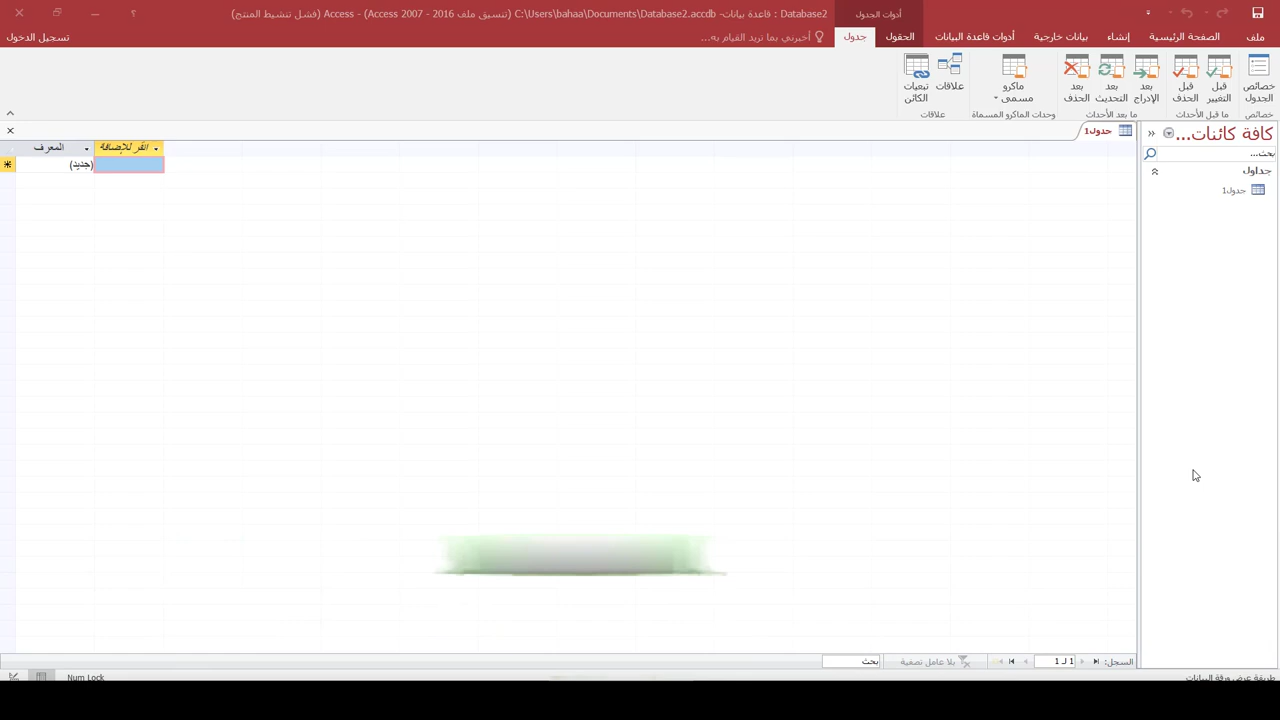 أدوات الجدول
Database2 : قاعدة بيانات- C:\Users\bahaa\Documents\Database2.accdb (تنسيق ملف Access 2007 - 2016) - Access (فشل تنشيط المنتج)
ملف
الصفحة الرئيسية
إنشاء
بيانات خارجية
أدوات قاعدة البيانات
الحقول
جدول
أخبرني بما تريد القيام به...
تسجيل الدخول
خصائص الجدول
قبل التغيير
قبل الحذف
بعد الإدراج
بعد التحديث
بعد الحذف
ماكرو مسمى
علاقات
تبعيات الكائن
خصائص
ما قبل الأحداث
ما بعد الأحداث
وحدات الماكرو المسماة
علاقات
كافة كائنات...
بحث...
جداول
جدول1
جدول1
المعرف
انقر للإضافة
(جديد)
السجل:
1 لـ 1
بلا عامل تصفية
بحث
طريقة عرض ورقة البيانات
Num Lock